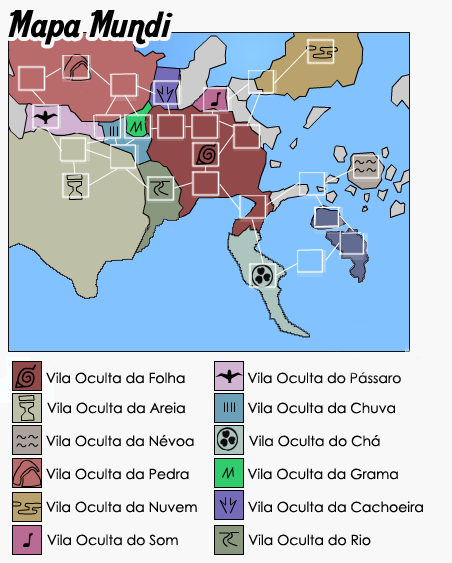 Mapa Mundi
Vila Oculta da Folha
Vila Oculta do Pássaro
Vila Oculta da Areia
Vila Oculta da Chuva
Vila Oculta da Névoa
Vila Oculta do Chá
Vila Oculta da Pedra
Vila Oculta da Grama
Vila Oculta da Nuvem
Vila Oculta da Cachoeira
Vila Oculta do Som
Vila Oculta do Rio